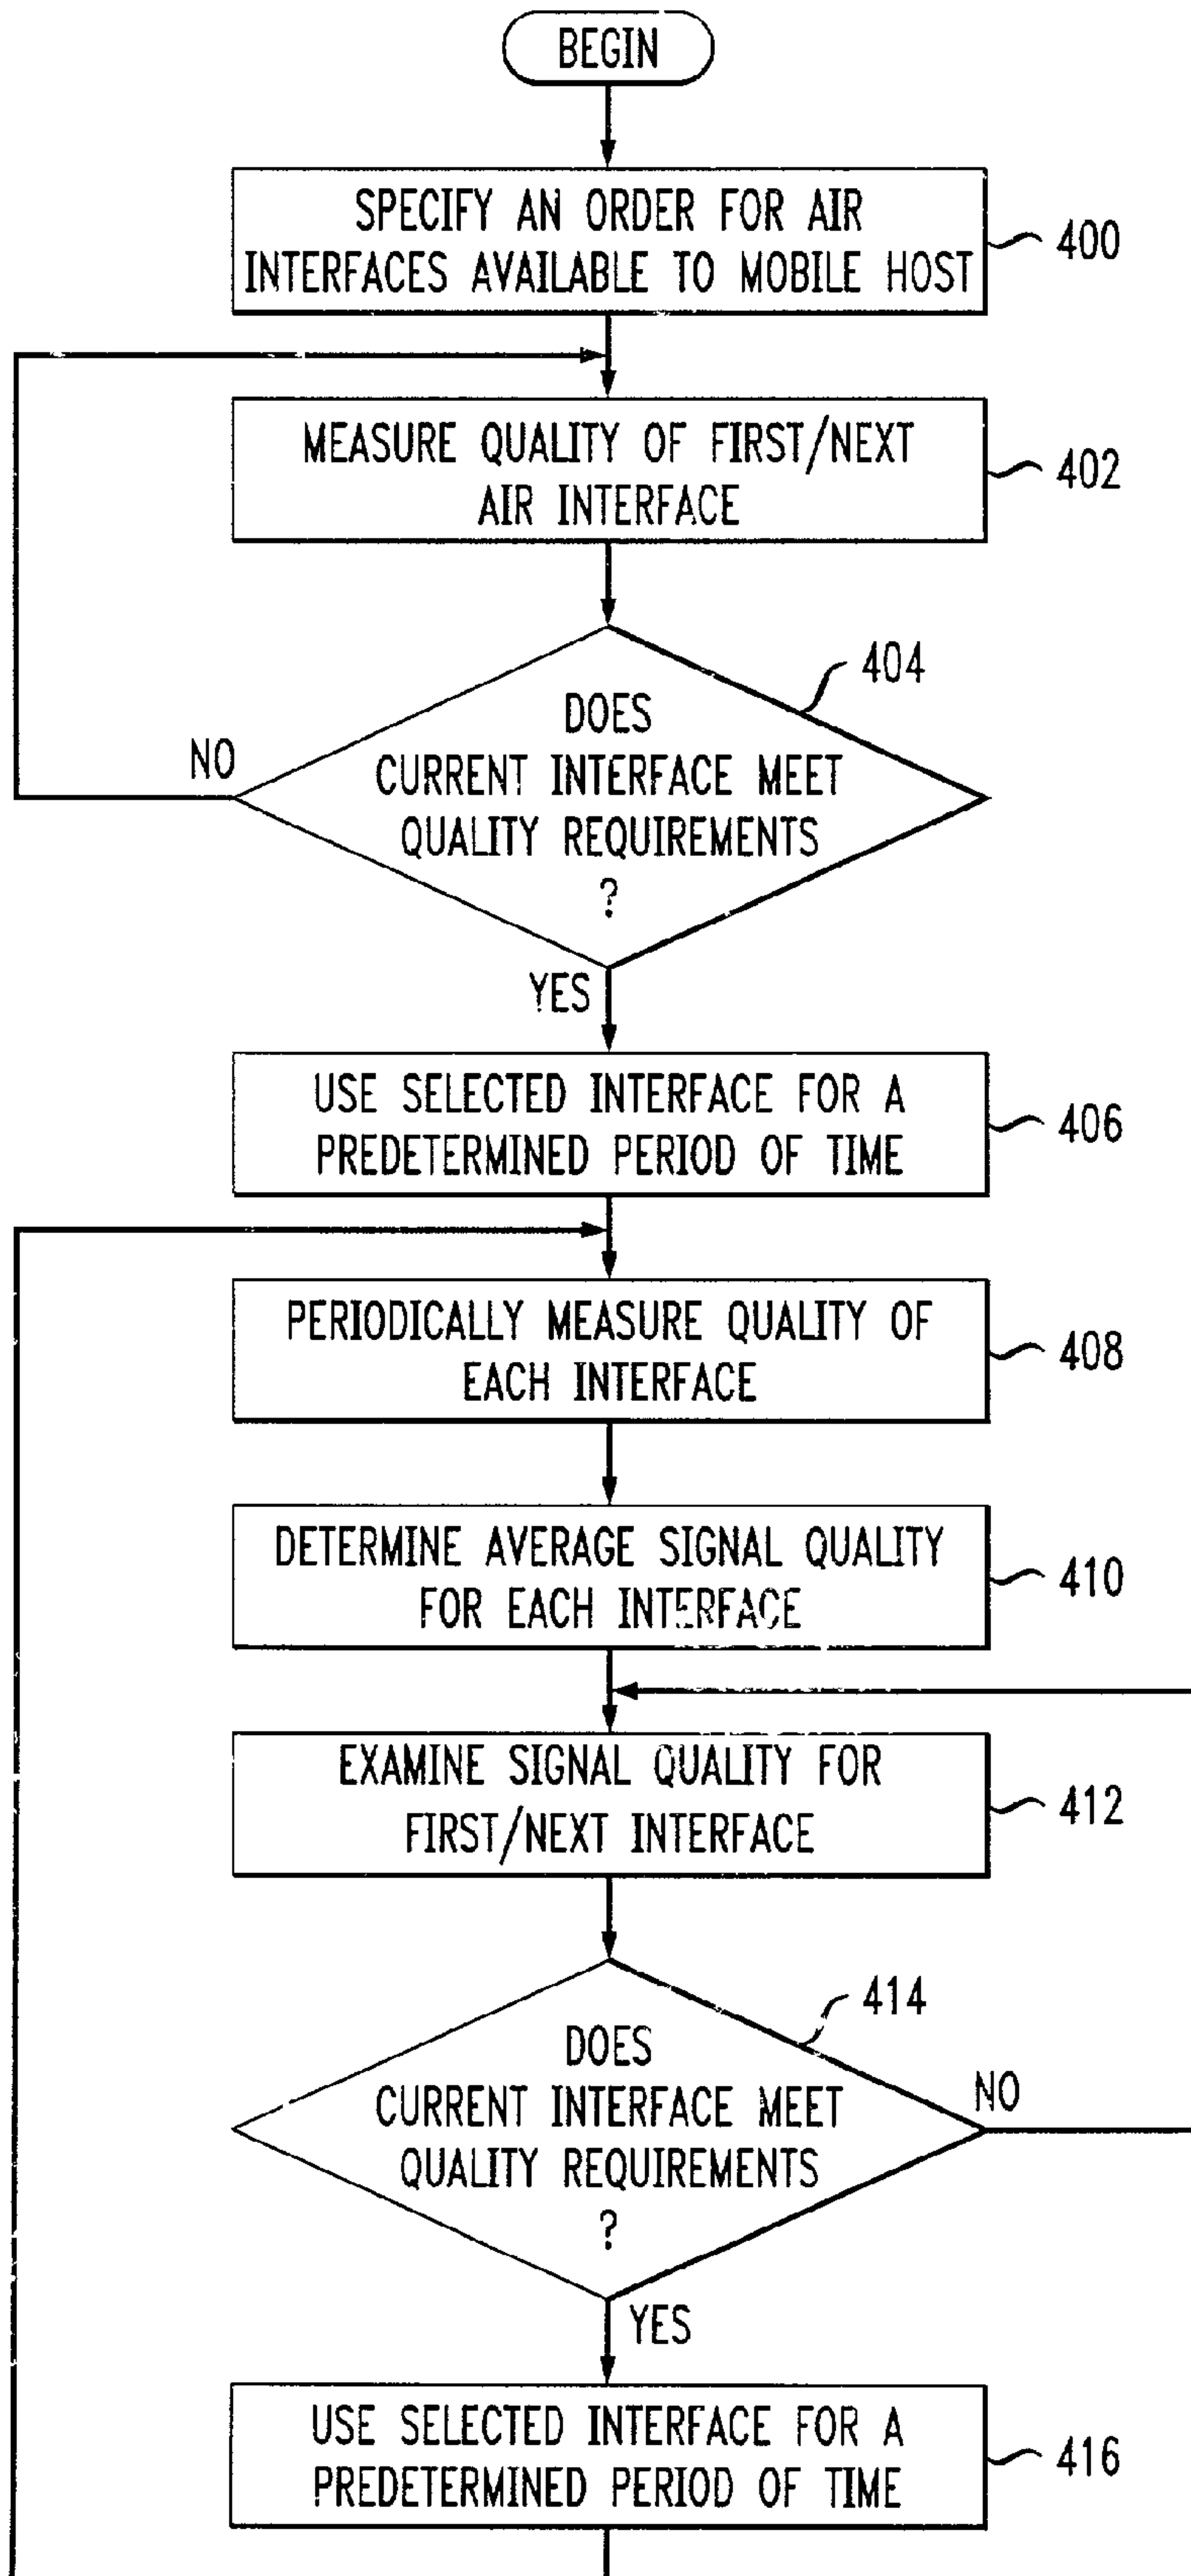 BEGIN
SPECIFY AN ORDER FOR AIR
INTERFACES AVAILABLE TO MOBILE HOST
400
MEASURE QUALITY OF FIRST/NEXT
AIR INTERFACE
402
404
DOES
CURRENT INTERFACE MEET
QUALITY REQUIREMENTS
?
NO
YES
USE SELECTED INTERFACE FOR A
PREDETERMINED PERIOD OF TIME
406
PERIODICALLY MEASURE QUALITY OF
EACH INTERFACE
408
DETERMINE AVERAGE SIGNAL QUALITY
FOR EACH INTERFACE
410
EXAMINE SIGNAL QUALITY FOR
FIRST/NEXT INTERFACE
412
414
DOES
CURRENT INTERFACE MEET
QUALITY REQUIREMENTS
?
NO
YES
USE SELECTED INTERFACE FOR A
PREDETERMINED PERIOD OF TIME
416